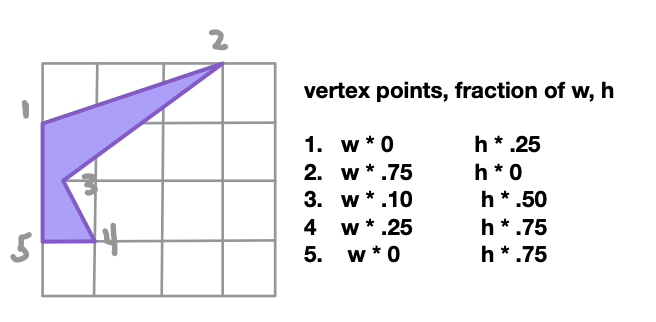 2
1
3
4
5
vertex points, fraction of w, h
1. w * 0 h * .25
2. w * .75 h * 0
3. w * .10 h * .50
4 w * .25 h * .75
5. w * 0 h * .75